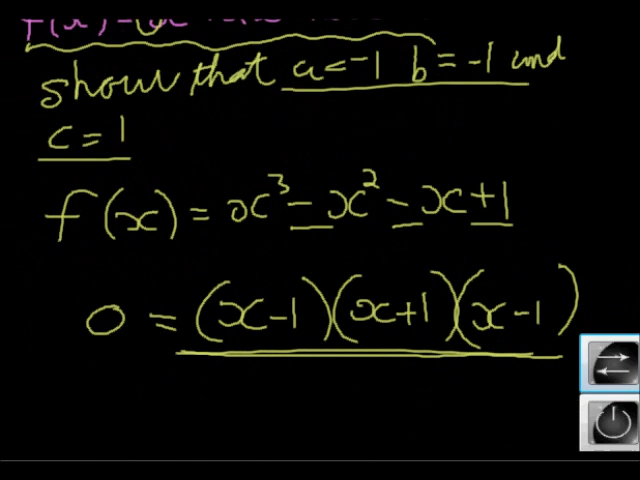 f(x) =
show that a = -1 b = -1 and
c = 1
f(x) = x³ - x² - x + 1
0 = (x - 1)(x + 1)(x - 1)